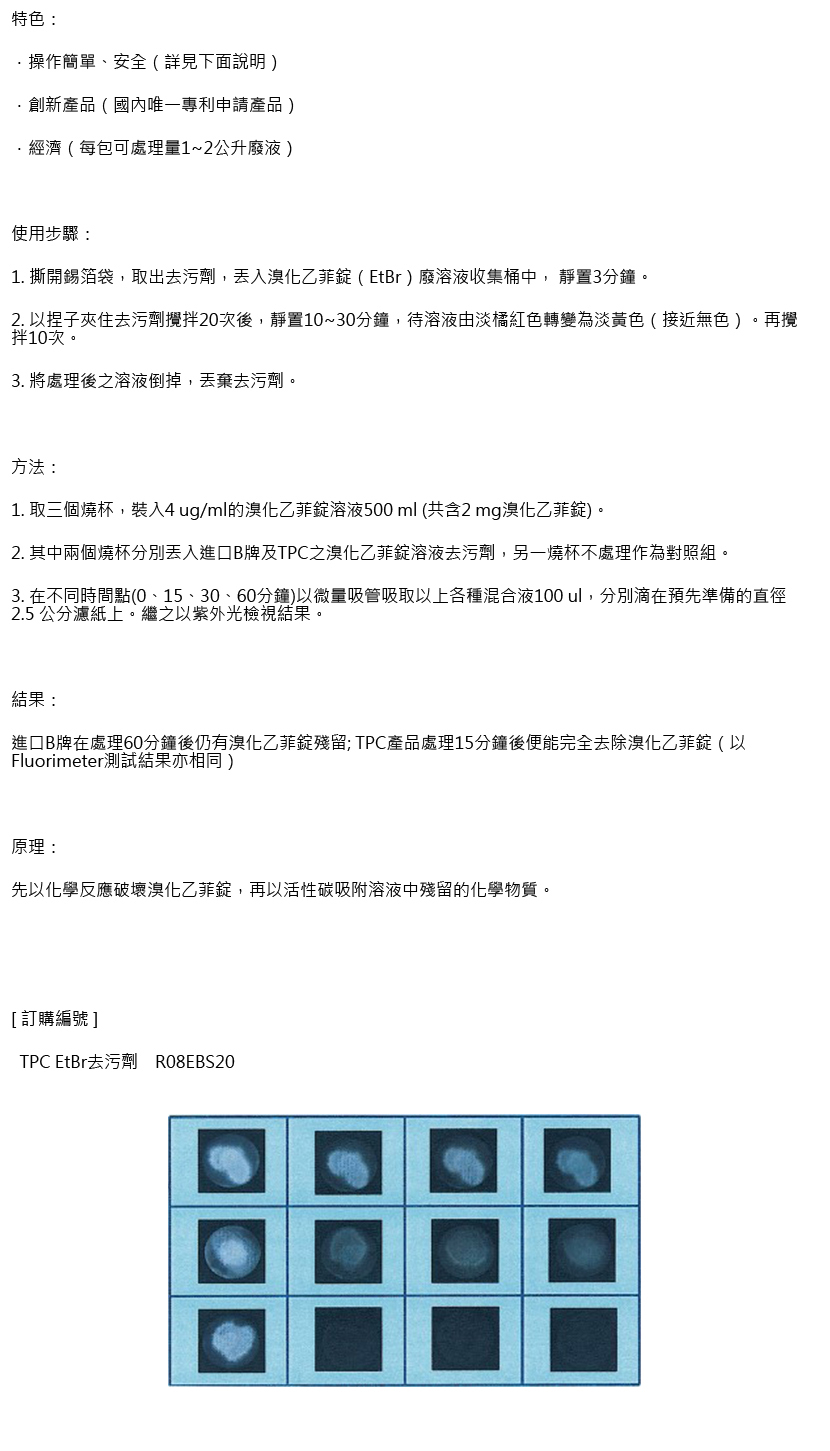 特色：
．操作簡單、安全（詳見下面說明）
．創新產品（國內唯一專利申請產品）
．經濟（每包可處理量1~2公升廢液）
使用步驟：
1. 撕開錫箔袋，取出去污劑，丟入溴化乙菲錠（EtBr）廢溶液收集桶中， 靜置3分鐘。
2. 以捏子夾住去污劑攪拌20次後，靜置10~30分鐘，待溶液由淡橘紅色轉變為淡黃色（接近無色）。再攪
拌10次。
3. 將處理後之溶液倒掉，丟棄去污劑。
方法：
1. 取三個燒杯，裝入4 ug/ml的溴化乙菲錠溶液500 ml (共含2 mg溴化乙菲錠)。
2. 其中兩個燒杯分別丟入進口B牌及TPC之溴化乙菲錠溶液去污劑，另一燒杯不處理作為對照組。
3. 在不同時間點(0、15、30、60分鐘)以微量吸管吸取以上各種混合液100 ul，分別滴在預先準備的直徑
2.5 公分濾紙上。繼之以紫外光檢視結果。
結果：
進口B牌在處理60分鐘後仍有溴化乙菲錠殘留; TPC產品處理15分鐘後便能完全去除溴化乙菲錠（以
Fluorimeter測試結果亦相同）
原理：
先以化學反應破壞溴化乙菲錠，再以活性碳吸附溶液中殘留的化學物質。
[ 訂購編號 ]
TPC EtBr去污劑 R08EBS20